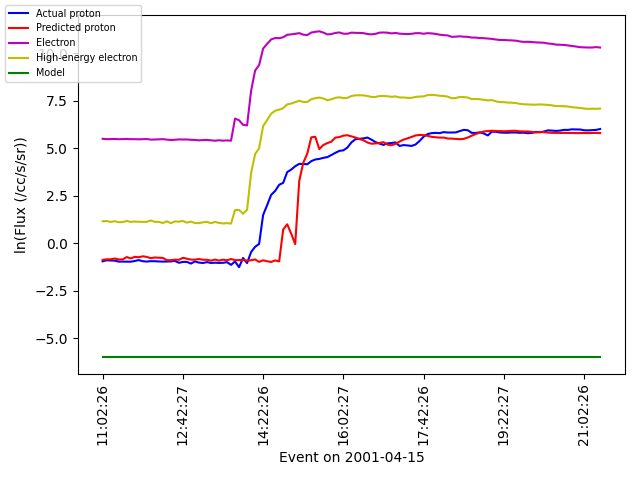 Actual proton
Predicted proton
Electron
High-energy electron
Model
10.0
7.5
5.0
2.5
0.0
−2.5
−5.0
ln(Flux (/cc/s/sr))
11:02:26
12:42:27
14:22:26
16:02:27
17:42:26
19:22:27
21:02:26
Event on 2001-04-15